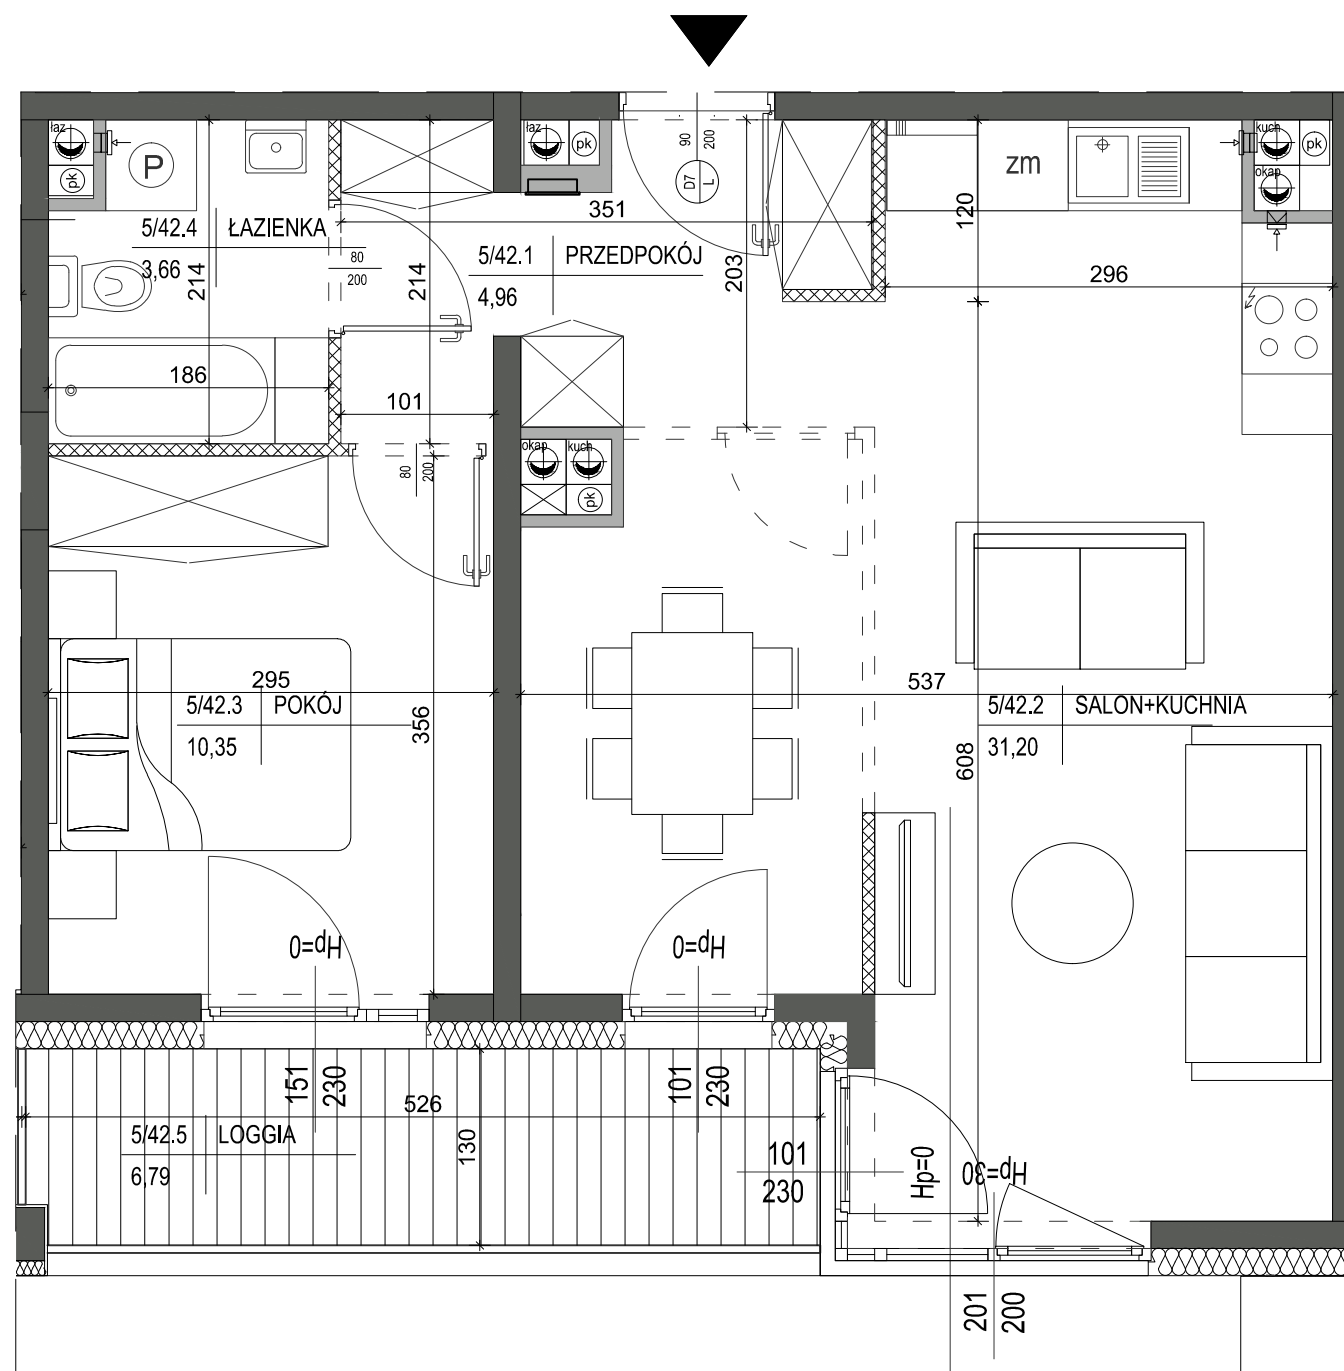 łaz
pk
P
łaz
pk
90
200
D7
L
zm
kuch
pk
okap
5/42.4
ŁAZIENKA
3,66
214
80
200
214
351
5/42.1
PRZEDPOKÓJ
4,96
203
120
296
186
101
80
200
okap
kuch
pk
295
5/42.3
POKÓJ
10,35
356
537
5/42.2
SALON+KUCHNIA
31,20
608
Hp=0
Hp=0
151
230
101
230
526
5/42.5
LOGGIA
6,79
130
101
230
Hp=0
Hp=30
201
200